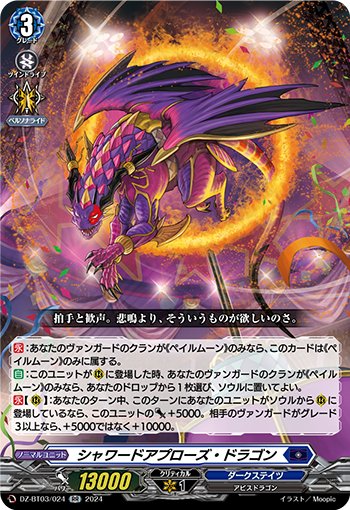 3
グレード
ツインドライブ
ペルソナライド
拍手と歓声。悲鳴より、そういうものが欲しいのさ。
永:あなたのヴァンガードのクランが《ペイルムーン》のみなら、このカードは《ペイルムーン》のみに属する。
自:このユニットがRに登場した時、あなたのヴァンガードのクランが《ペイルムーン》のみなら、あなたのドロップから1枚選び、ソウルに置いてよい。
永【R】:あなたのターン中、このターンにあなたのユニットがソウルからRに登場しているなら、このユニットの+5000。相手のヴァンガードがグレード3以上なら、+5000ではなく+10000。
ノーマルユニット
シャワードアプローズ・ドラゴン
パワー 13000
クリティカル
1
ダークステイツ
アビスドラゴン
DZ-BT03/024 RR 2024
イラスト/Moopic